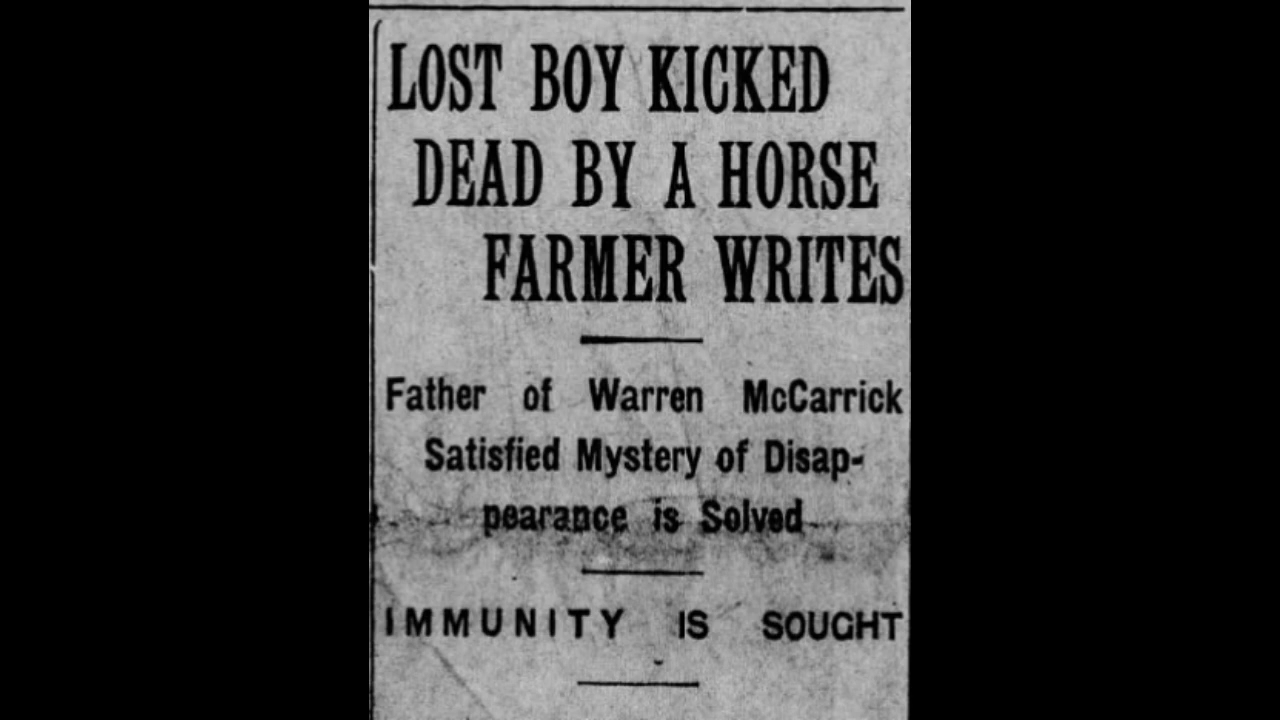 LOST BOY KICKED
DEAD BY A HORSE
FARMER WRITES
Father of Warren McCarrick
Satisfied Mystery of Disap-
pearance is Solved
IMMUNITY IS SOUGHT